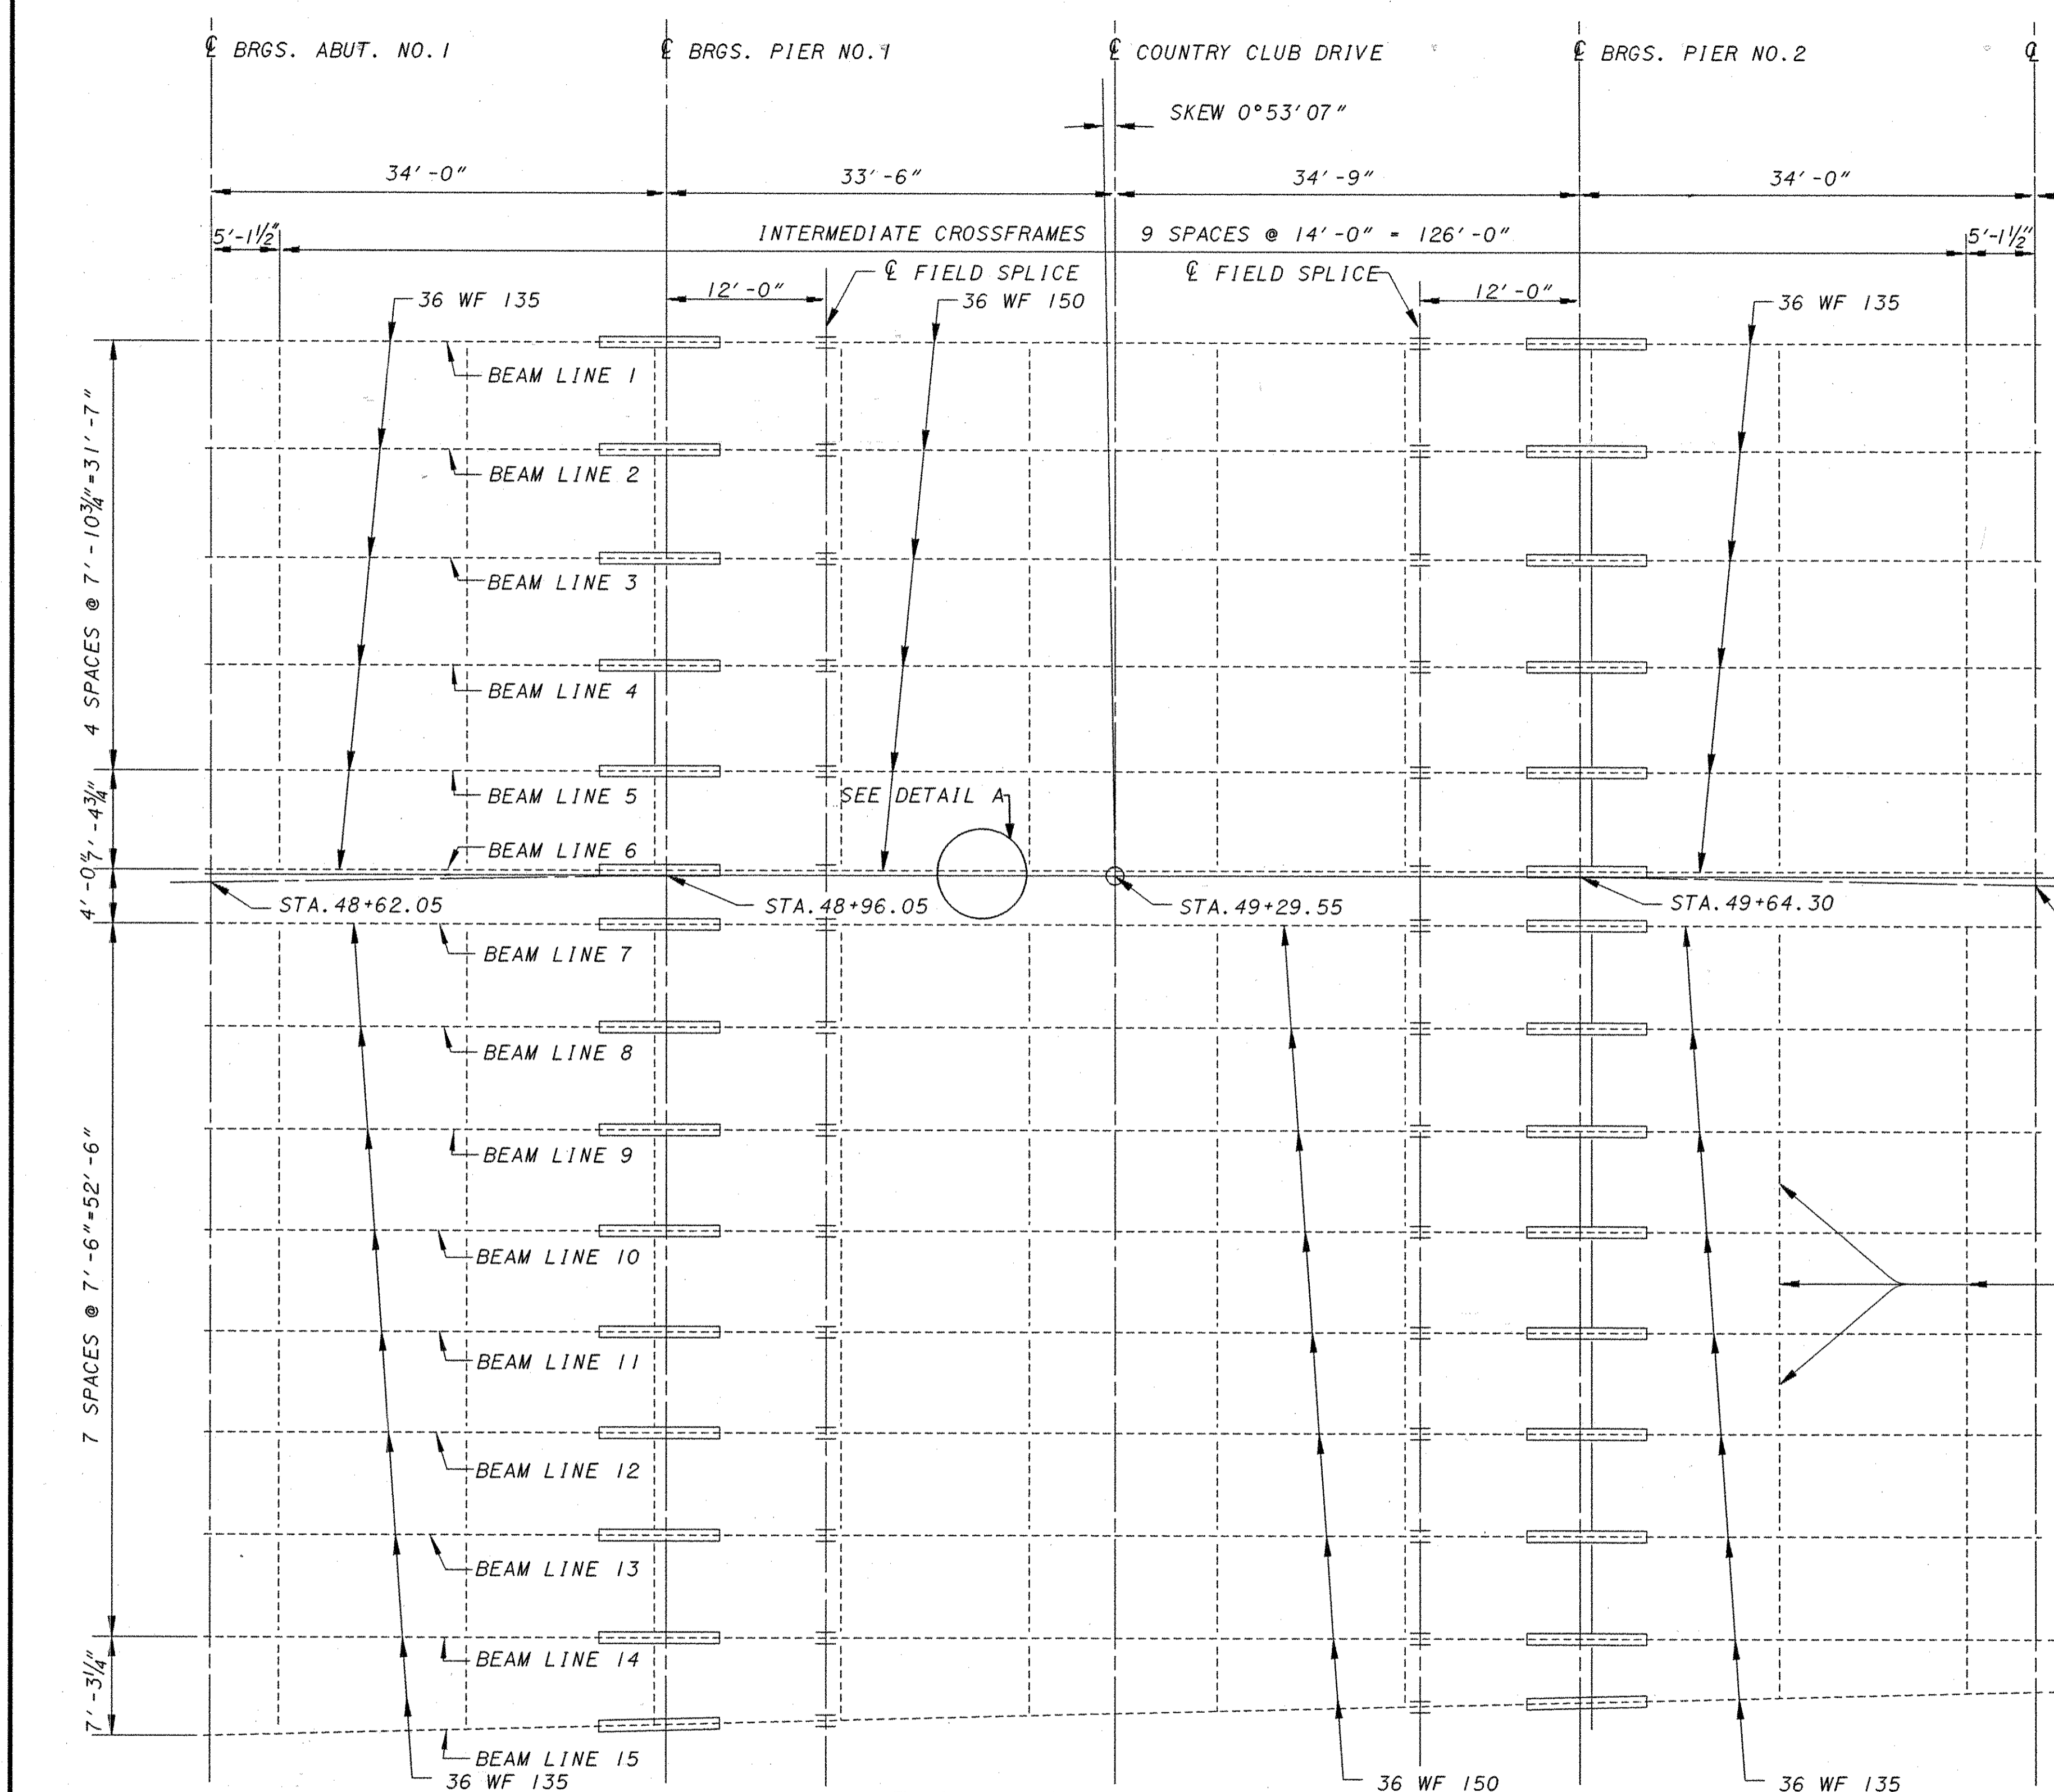 ℄ BRGS. ABUT. NO.1
℄ BRGS. PIER NO.1
℄ COUNTRY CLUB DRIVE
℄ BRGS. PIER NO.2
℄
SKEW 0°53'07"
34'-0"
33'-6"
34'-9"
34'-0"
5'-1½"
INTERMEDIATE CROSSFRAMES 9 SPACES @ 14'-0" = 126'-0"
5'-1½"
℄ FIELD SPLICE
℄ FIELD SPLICE
12'-0"
12'-0"
36 WF 135
36 WF 150
36 WF 135
BEAM LINE 1
BEAM LINE 2
BEAM LINE 3
BEAM LINE 4
BEAM LINE 5
BEAM LINE 6
4 SPACES @ 7'-10¾"=31'-7"
7'-4¾"
4'-0"
SEE DETAIL A
STA.48+62.05
STA.48+96.05
STA.49+29.55
STA.49+64.30
BEAM LINE 7
BEAM LINE 8
BEAM LINE 9
BEAM LINE 10
BEAM LINE 11
BEAM LINE 12
BEAM LINE 13
BEAM LINE 14
BEAM LINE 15
7 SPACES @ 7'-6"=52'-6"
7'-3¼"
36 WF 135
36 WF 150
36 WF 135